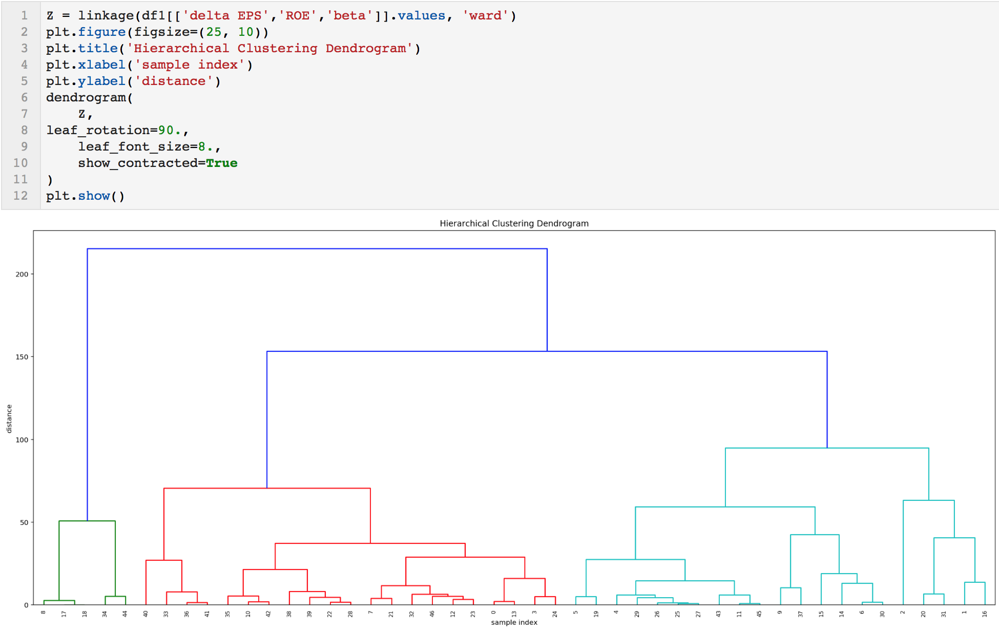 1 Z = linkage(df1[['delta EPS','ROE','beta']].values, 'ward')
2 plt.figure(figsize=(25, 10))
3 plt.title('Hierarchical Clustering Dendrogram')
4 plt.xlabel('sample index')
5 plt.ylabel('distance')
6 dendrogram(
7     Z,
8 leaf_rotation=90.,
9     leaf_font_size=8.,
10     show_contracted=True
11 )
12 plt.show()
Hierarchical Clustering Dendrogram
200
150
100
50
0
distance
8 17 18 34 44 40 33 36 41 35 10 42 38 39 22 28 7 21 32 46 12 23 0 13 3 24 5 19 4 29 26 25 27 43 11 45 9 37 15 14 6 30 2 20 31 1 16
sample index